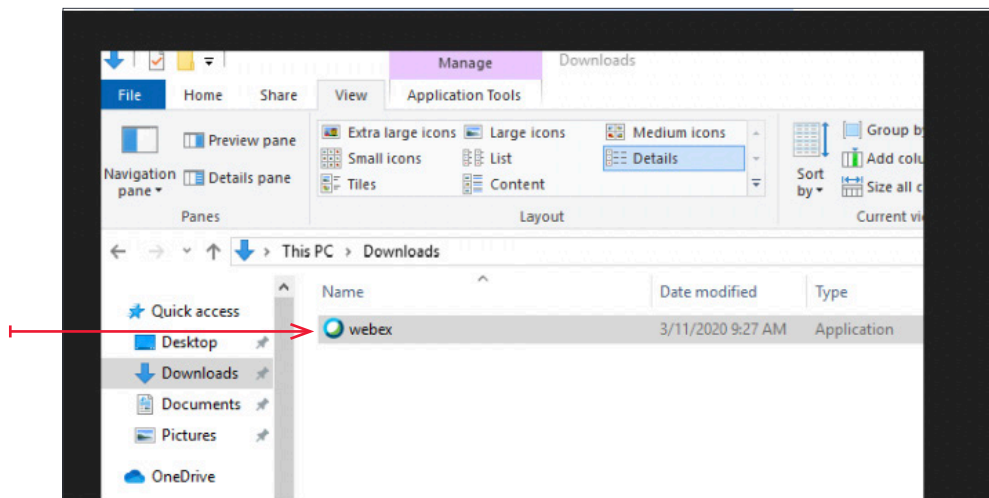 Manage Downloads
File Home Share View Application Tools
Preview pane
Navigation pane
Details pane
Panes
Extra large icons Large icons Medium icons
Small icons List Details
Tiles Content
Layout
Sort by
Group b
Add colu
Size all c
Current vi
This PC > Downloads
Name Date modified Type
Quick access
webex 3/11/2020 9:27 AM Application
Desktop
Downloads
Documents
Pictures
OneDrive